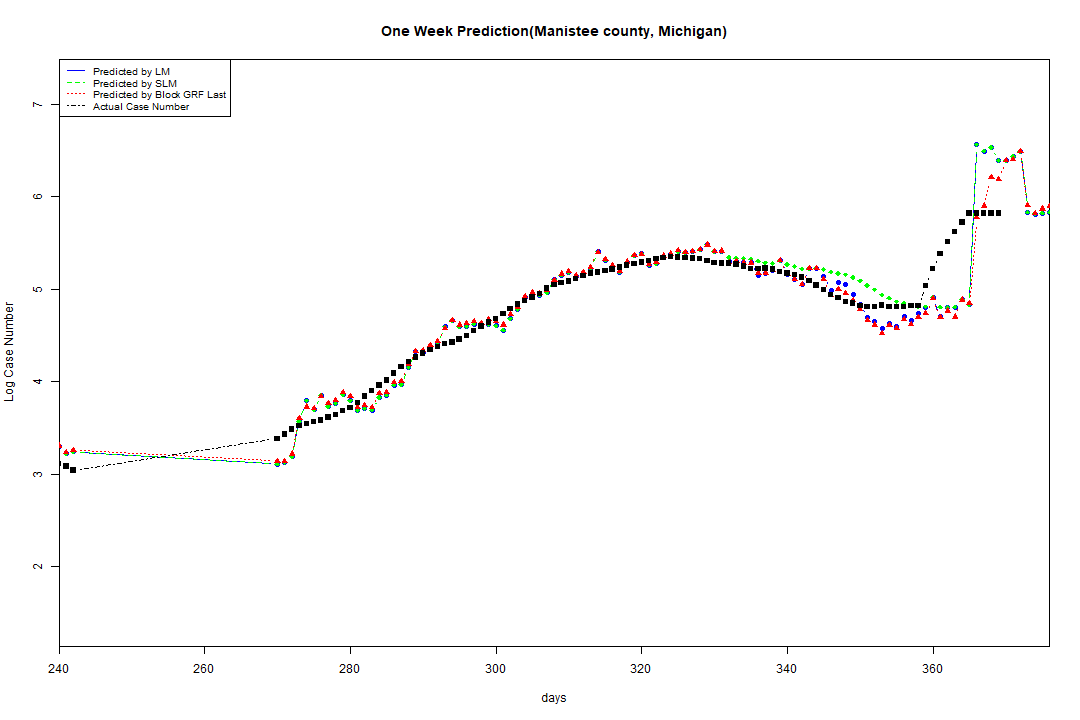 One Week Prediction(Manistee county, Michigan)
Predicted by LM
Predicted by SLM
Predicted by Block GRF Last
Actual Case Number
7
6
5
4
3
2
Log Case Number
240 260 280 300 320 340 360
days